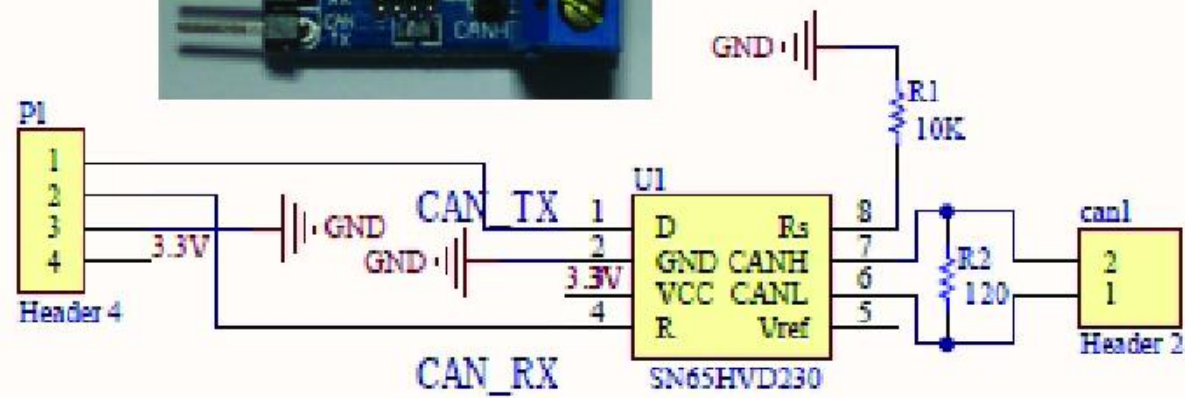 CANH
CAN
TX
GND
R1
10K
P1
1
2
3
4
3.3V
Header 4
GND
CAN_TX
GND
3.3V
U1
1
2
4
D
GND
VCC
R
Rs
CANH
CANL
Vref
8
7
6
5
SN65HVD230
CAN_RX
R2
120
can1
2
1
Header 2